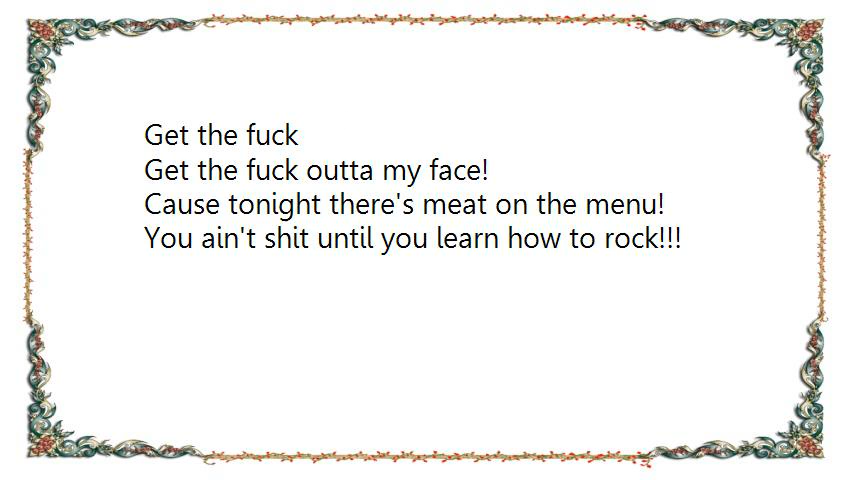 Get the fuck
Get the fuck outta my face!
Cause tonight there's meat on the menu!
You ain't shit until you learn how to rock!!!